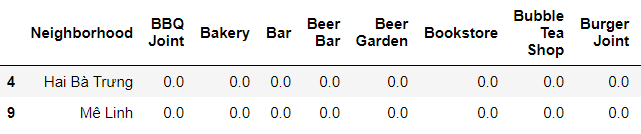 Neighborhood BBQ Joint Bakery Bar Beer Bar Beer Garden Bookstore Bubble Tea Shop Burger Joint
4 Hai Bà Trưng 0.0 0.0 0.0 0.0 0.0 0.0 0.0 0.0
9 Mê Linh 0.0 0.0 0.0 0.0 0.0 0.0 0.0 0.0